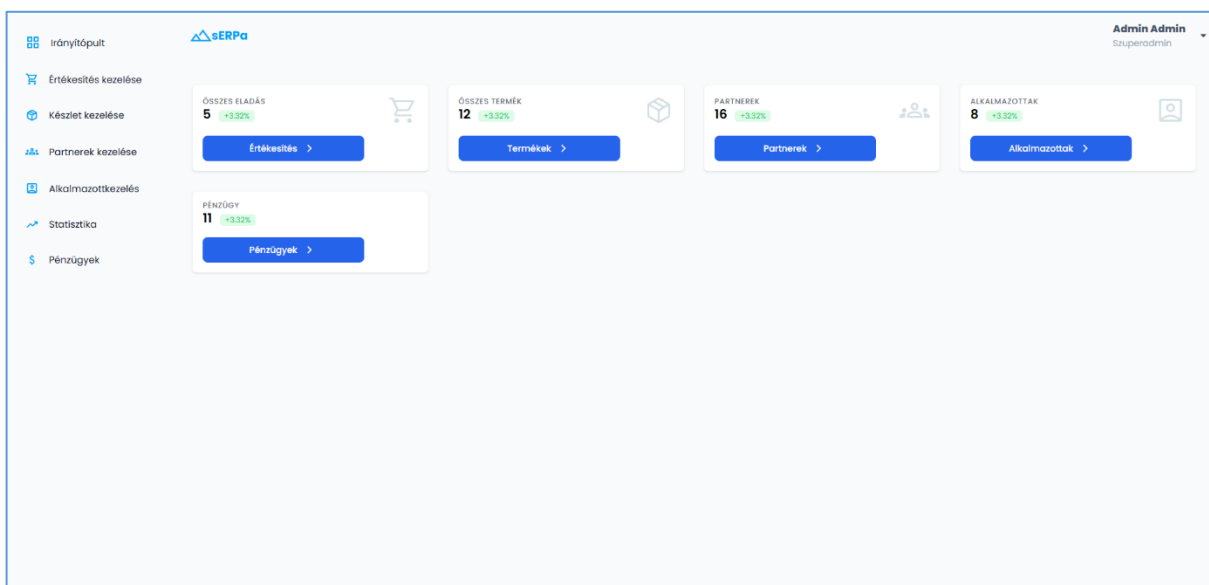 Irányítópult
Értékesítés kezelése
Készlet kezelése
Partnerek kezelése
Alkalmazottkezelés
Statisztika
Pénzügyek
sERPa
Admin Admin
Szuperadmin
ÖSSZES ELADÁS
5 +3.32%
Értékesítés >
ÖSSZES TERMÉK
12 +3.32%
Termékek >
PARTNEREK
16 +3.32%
Partnerek >
ALKALMAZOTTAK
8 +3.32%
Alkalmazottak >
PÉNZÜGY
11 +3.32%
Pénzügyek >